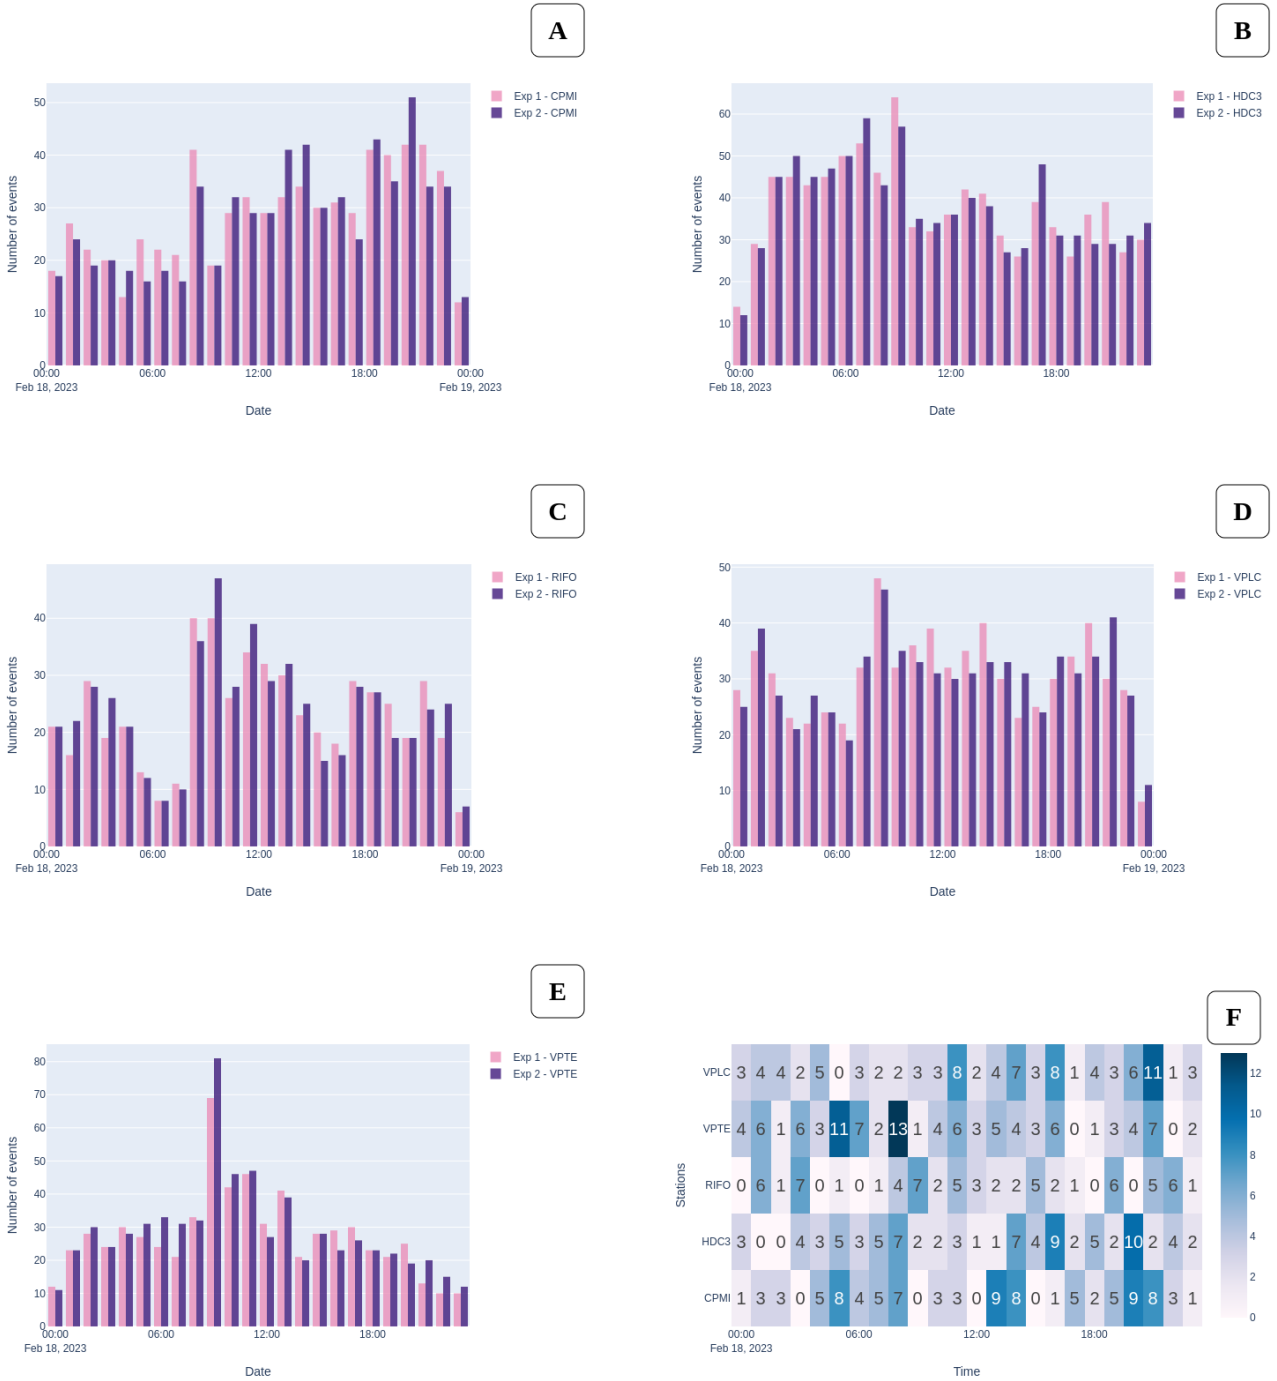 A
Exp 1 - CPMI
Exp 2 - CPMI
Number of events
50
40
30
20
10
0
00:00
Feb 18, 2023
06:00
12:00
18:00
00:00
Feb 19, 2023
Date
B
Exp 1 - HDC3
Exp 2 - HDC3
Number of events
60
50
40
30
20
10
0
00:00
Feb 18, 2023
06:00
12:00
18:00
Date
C
Exp 1 - RIFO
Exp 2 - RIFO
Number of events
40
30
20
10
0
00:00
Feb 18, 2023
06:00
12:00
18:00
00:00
Feb 19, 2023
Date
D
Exp 1 - VPLC
Exp 2 - VPLC
Number of events
50
40
30
20
10
0
00:00
Feb 18, 2023
06:00
12:00
18:00
00:00
Feb 19, 2023
Date
E
Exp 1 - VPTE
Exp 2 - VPTE
Number of events
80
70
60
50
40
30
20
10
0
00:00
Feb 18, 2023
06:00
12:00
18:00
Date
F
Stations
VPLC 3 4 4 2 5 0 3 2 2 3 3 8 2 4 7 3 8 1 4 3 6 11 1 3
VPTE 4 6 1 6 3 11 7 2 13 1 4 6 3 5 4 3 6 0 1 3 4 7 0 2
RIFO 0 6 1 7 0 1 0 1 4 7 2 5 3 2 2 5 2 1 0 6 0 5 6 1
HDC3 3 0 0 4 3 5 3 5 7 2 2 3 1 1 7 4 9 2 5 2 10 2 4 2
CPMI 1 3 3 0 5 8 4 5 7 0 3 3 0 9 8 0 1 5 2 5 9 8 3 1
00:00
Feb 18, 2023
06:00
12:00
18:00
Time
12
10
8
6
4
2
0